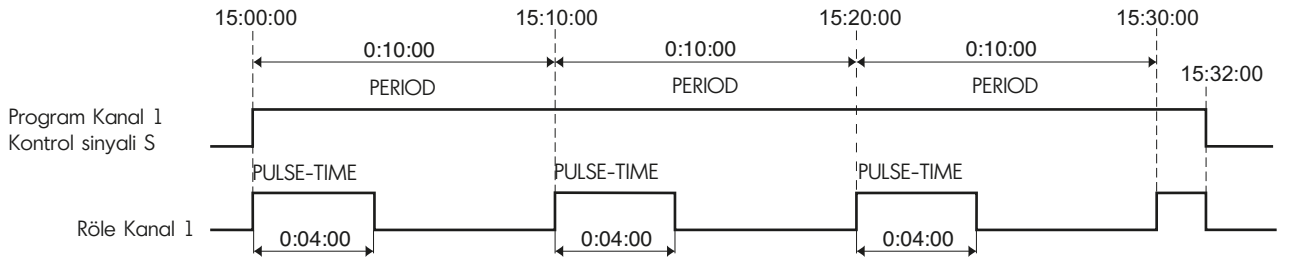 15:00:00 15:10:00 15:20:00 15:30:00
0:10:00 0:10:00 0:10:00
15:32:00
PERIOD PERIOD PERIOD
Program Kanal 1
Kontrol sinyali S
PULSE-TIME PULSE-TIME PULSE-TIME
Röle Kanal 1
0:04:00 0:04:00 0:04:00